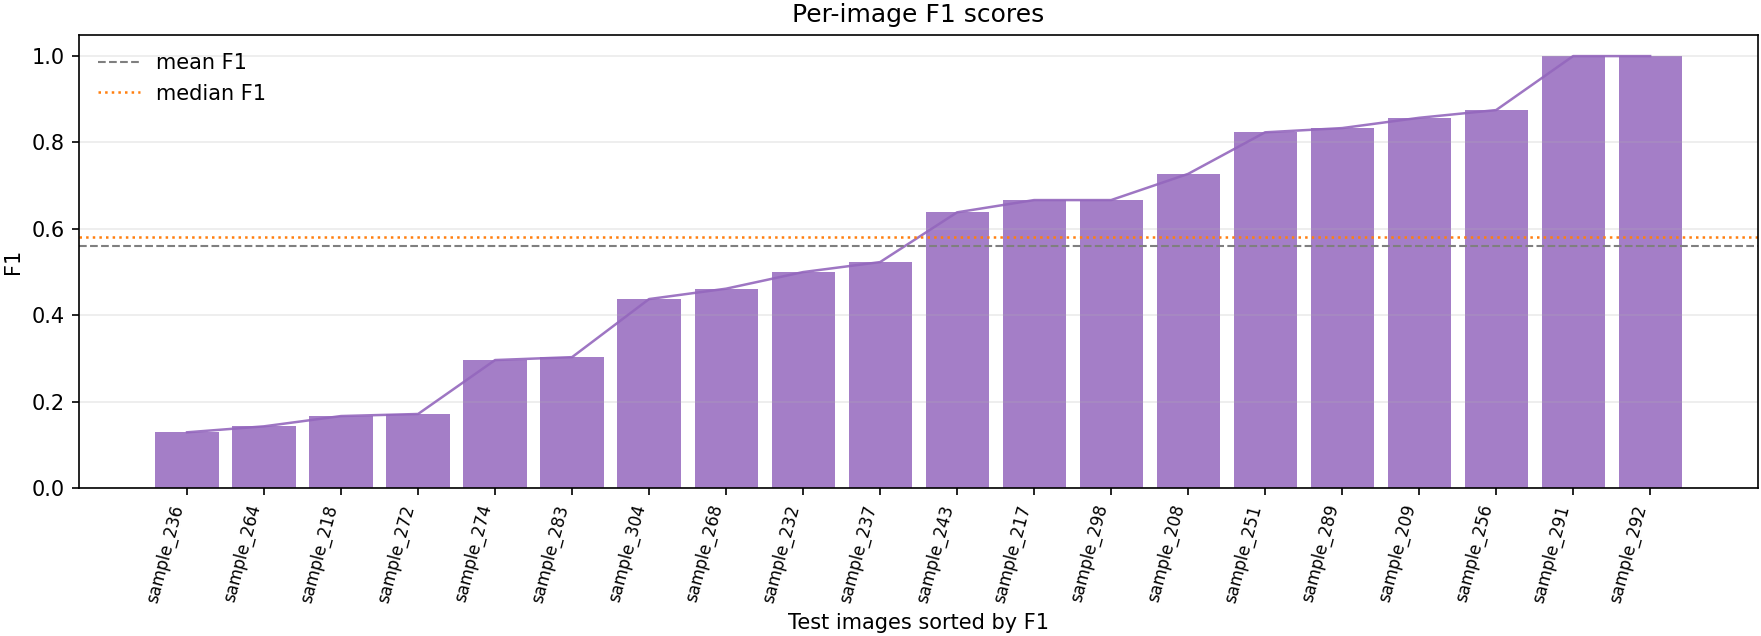 Per-image F1 scores
mean F1
median F1
1.0
0.8
0.6
0.4
0.2
0.0
F1
sample_236
sample_264
sample_218
sample_272
sample_274
sample_283
sample_304
sample_268
sample_232
sample_237
sample_243
sample_217
sample_298
sample_208
sample_251
sample_289
sample_209
sample_256
sample_291
sample_292
Test images sorted by F1